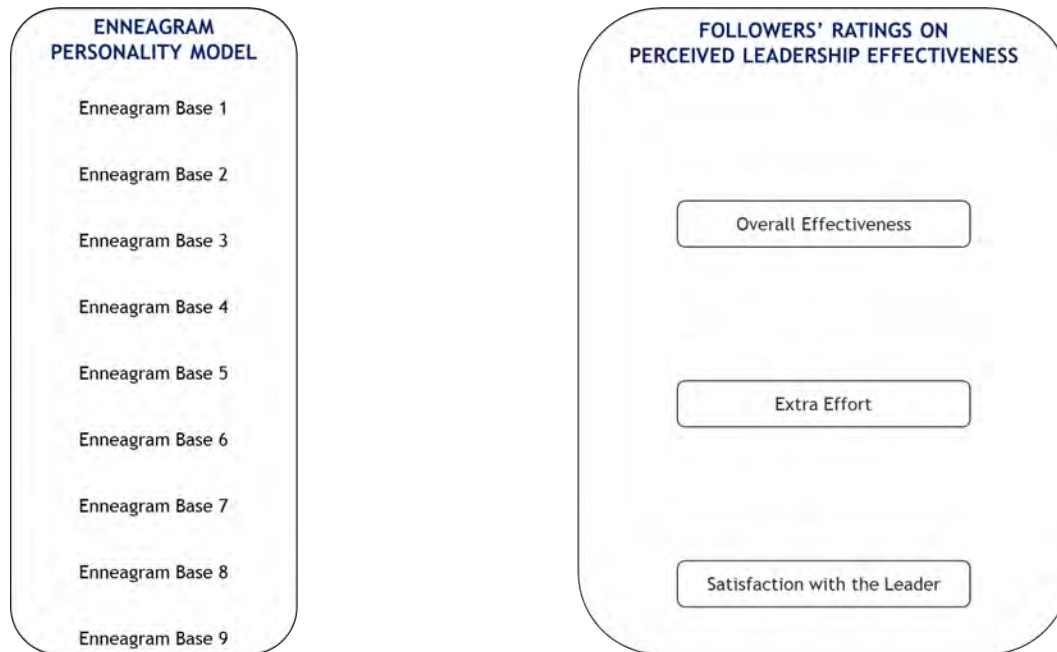 ENNEAGRAM
PERSONALITY MODEL
Enneagram Base 1
Enneagram Base 2
Enneagram Base 3
Enneagram Base 4
Enneagram Base 5
Enneagram Base 6
Enneagram Base 7
Enneagram Base 8
Enneagram Base 9
FOLLOWERS’ RATINGS ON
PERCEIVED LEADERSHIP EFFECTIVENESS
Overall Effectiveness
Extra Effort
Satisfaction with the Leader